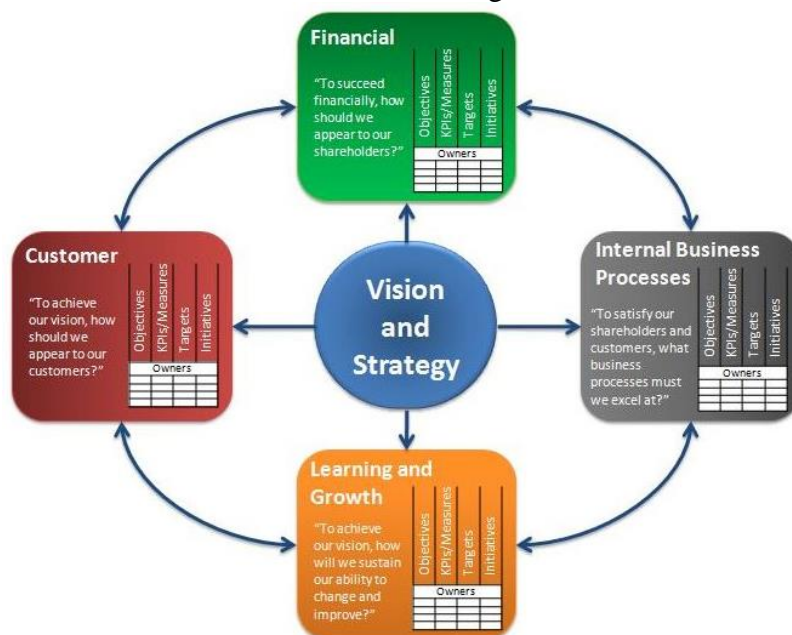 Financial
“To succeed
financially, how
should we
appear to our
shareholders?”
Objectives
KPIs/Measures
Targets
Initiatives
Owners
Customer
“To achieve
our vision, how
should we
appear to our
customers?”
Objectives
KPIs/Measures
Targets
Initiatives
Owners
Vision
and
Strategy
Internal Business
Processes
“To satisfy our
shareholders and
customers, what
business
processes must
we excel at?”
Objectives
KPIs/Measures
Targets
Initiatives
Owners
Learning and
Growth
“To achieve
our vision, how
will we sustain
our ability to
change and
improve?”
Objectives
KPIs/Measures
Targets
Initiatives
Owners